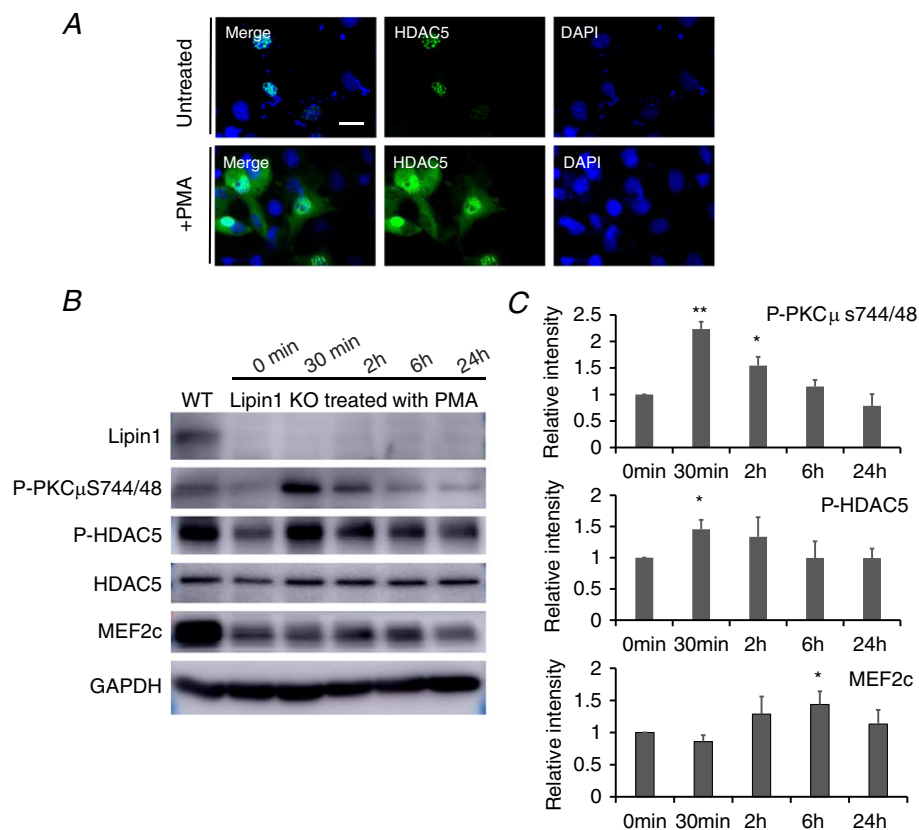 A
Untreated
Merge
HDAC5
DAPI
+PMA
Merge
HDAC5
DAPI
B
0 min
30 min
2h
6h
24h
WT
Lipin1 KO treated with PMA
Lipin1
P-PKCμS744/48
P-HDAC5
HDAC5
MEF2c
GAPDH
C
P-PKCμ s744/48
Relative intensity
2.5
2
1.5
1
0.5
0
**
*
0min 30min 2h 6h 24h
P-HDAC5
Relative intensity
2
1.5
1
0.5
0
*
0min 30min 2h 6h 24h
MEF2c
Relative intensity
2
1.5
1
0.5
0
*
0min 30min 2h 6h 24h